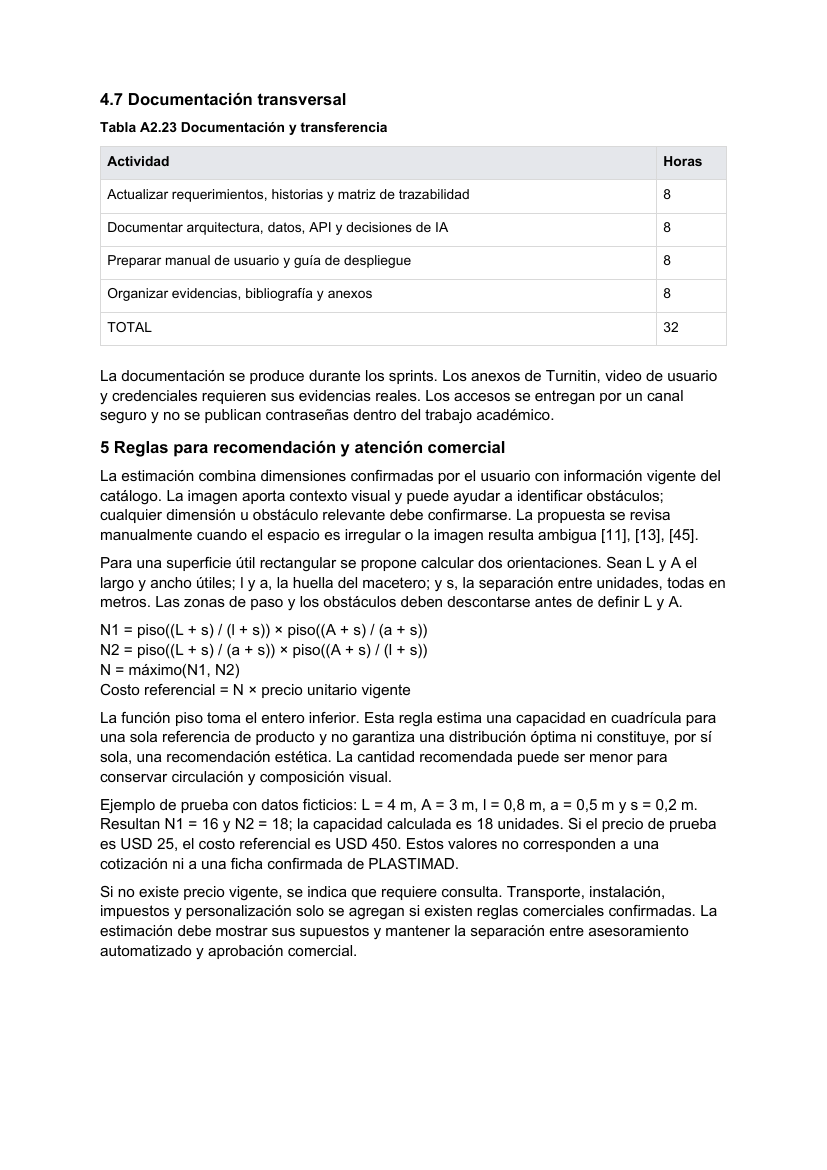 4.7 Documentación transversal
Tabla A2.23 Documentación y transferencia
Actividad Horas
Actualizar requerimientos, historias y matriz de trazabilidad 8
Documentar arquitectura, datos, API y decisiones de IA 8
Preparar manual de usuario y guía de despliegue 8
Organizar evidencias, bibliografía y anexos 8
TOTAL 32
La documentación se produce durante los sprints. Los anexos de Turnitin, video de usuario
y credenciales requieren sus evidencias reales. Los accesos se entregan por un canal
seguro y no se publican contraseñas dentro del trabajo académico.
5 Reglas para recomendación y atención comercial
La estimación combina dimensiones confirmadas por el usuario con información vigente del
catálogo. La imagen aporta contexto visual y puede ayudar a identificar obstáculos;
cualquier dimensión u obstáculo relevante debe confirmarse. La propuesta se revisa
manualmente cuando el espacio es irregular o la imagen resulta ambigua [11], [13], [45].
Para una superficie útil rectangular se propone calcular dos orientaciones. Sean L y A el
largo y ancho útiles; l y a, la huella del macetero; y s, la separación entre unidades, todas en
metros. Las zonas de paso y los obstáculos deben descontarse antes de definir L y A.
N1 = piso((L + s) / (l + s)) × piso((A + s) / (a + s))
N2 = piso((L + s) / (a + s)) × piso((A + s) / (l + s))
N = máximo(N1, N2)
Costo referencial = N × precio unitario vigente
La función piso toma el entero inferior. Esta regla estima una capacidad en cuadrícula para
una sola referencia de producto y no garantiza una distribución óptima ni constituye, por sí
sola, una recomendación estética. La cantidad recomendada puede ser menor para
conservar circulación y composición visual.
Ejemplo de prueba con datos ficticios: L = 4 m, A = 3 m, l = 0,8 m, a = 0,5 m y s = 0,2 m.
Resultan N1 = 16 y N2 = 18; la capacidad calculada es 18 unidades. Si el precio de prueba
es USD 25, el costo referencial es USD 450. Estos valores no corresponden a una
cotización ni a una ficha confirmada de PLASTIMAD.
Si no existe precio vigente, se indica que requiere consulta. Transporte, instalación,
impuestos y personalización solo se agregan si existen reglas comerciales confirmadas. La
estimación debe mostrar sus supuestos y mantener la separación entre asesoramiento
automatizado y aprobación comercial.